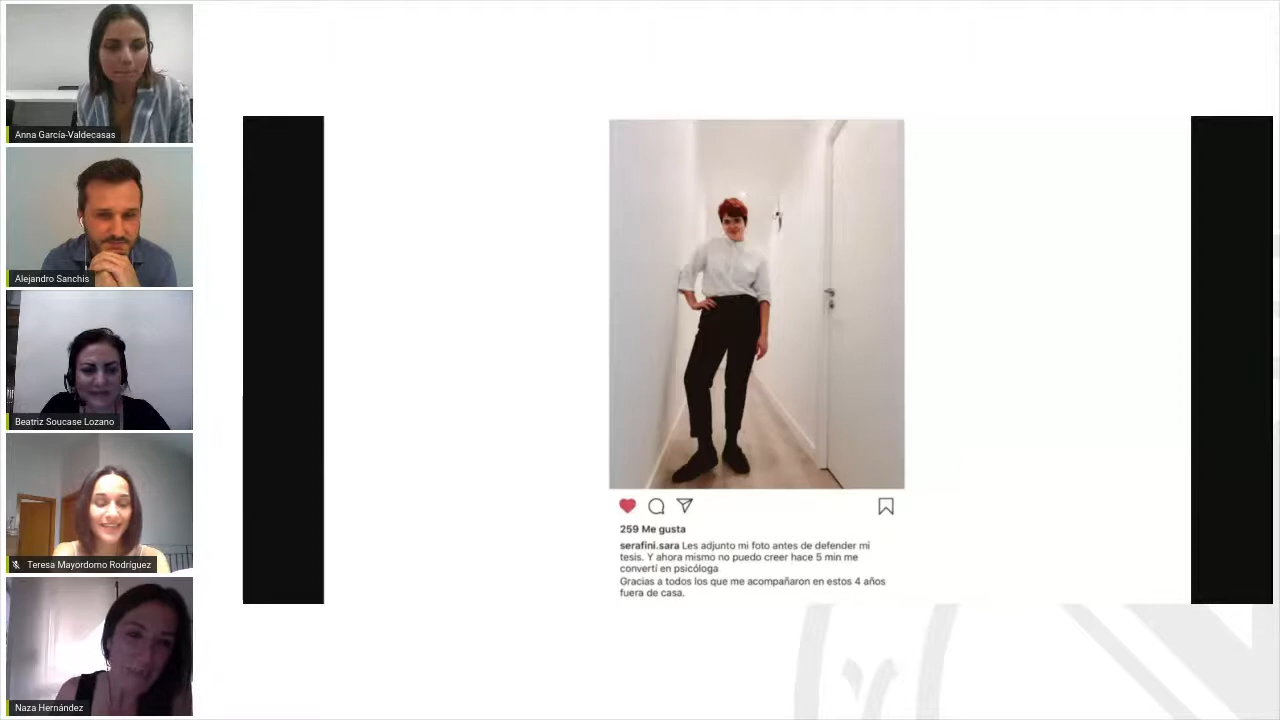 Anna García-Valdecasas
Alejandro Sanchis
Beatriz Soucase Lozano
Teresa Mayordomo Rodríguez
Naza Hernández
259 Me gusta
serafini.sara Les adjunto mi foto antes de defender mi
tesis. Y ahora mismo no puedo creer hace 5 min me
convertí en psicóloga
Gracias a todos los que me acompañaron en estos 4 años
fuera de casa.